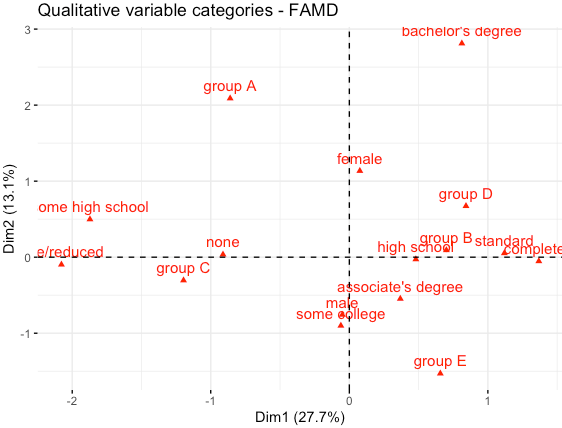 Qualitative variable categories - FAMD
bachelor's degree
group A
female
group D
ome high school
group B
none
high school
standard
e/reduced
complete
group C
associate's degree
male
some college
group E
3
2
1
0
-1
-2
-1
0
1
Dim2 (13.1%)
Dim1 (27.7%)